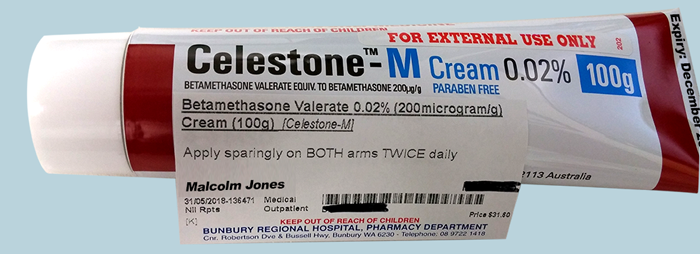 KEEP OUT OF REACH OF CHILDREN
FOR EXTERNAL USE ONLY
Celestone™-M Cream 0.02% 100g
BETAMETHASONE VALERATE EQUIV. TO BETAMETHASONE 200µg/g PARABEN FREE
Expiry: December
Betamethasone Valerate 0.02% (200microgram/g)
Cream (100g) [Celestone-M]
Apply sparingly on BOTH arms TWICE daily
2113 Australia
Malcolm Jones
31/05/2018-136471 Medical
Nil Rpts Outpatient
Price $31.60
[K]
KEEP OUT OF REACH OF CHILDREN
BUNBURY REGIONAL HOSPITAL, PHARMACY DEPARTMENT
Cnr. Robertson Dve & Bussell Hwy, Bunbury WA 6230 - Telephone: 08 9722 1418